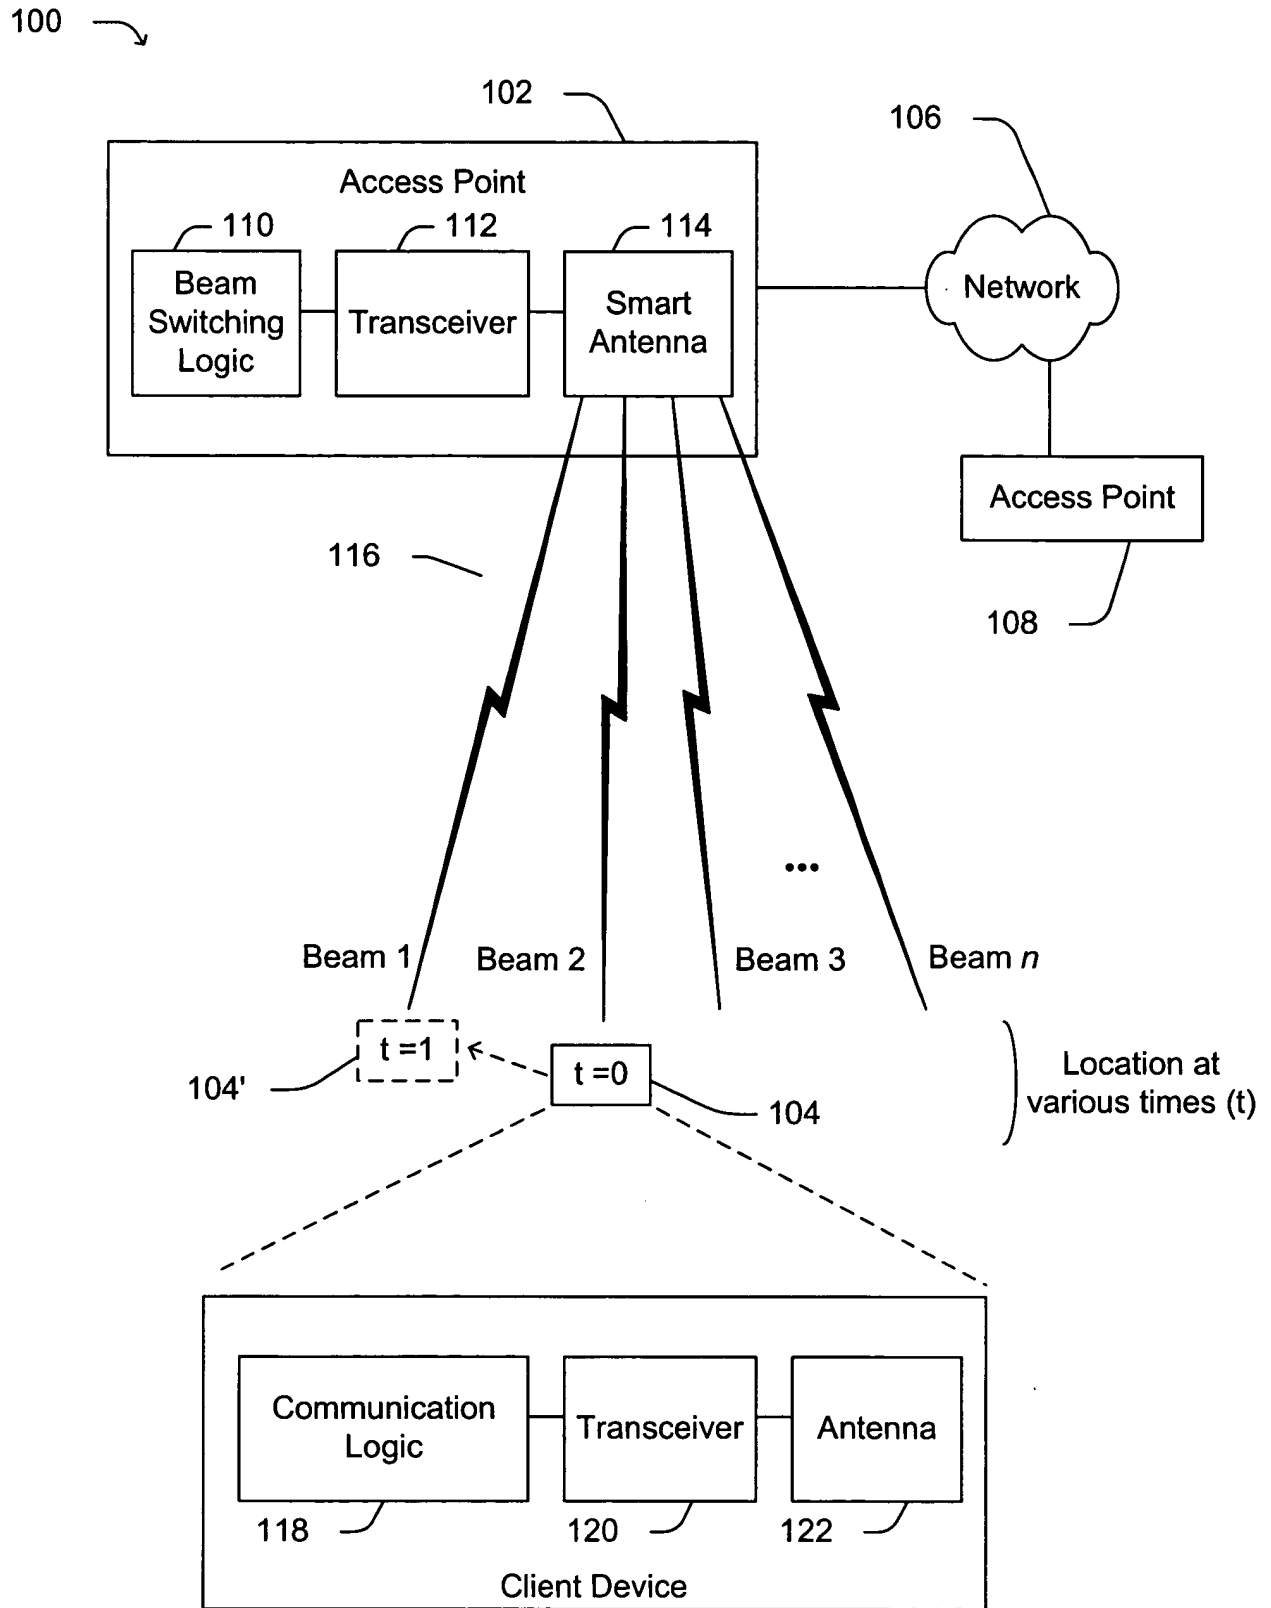 100
102
106
Access Point
110
112
114
Beam
Switching
Logic
Transceiver
Smart
Antenna
Network
Access Point
116
108
...
Beam 1
Beam 2
Beam 3
Beam n
t =1
t =0
104'
104
Location at
various times (t)
Communication
Logic
Transceiver
Antenna
118
120
122
Client Device